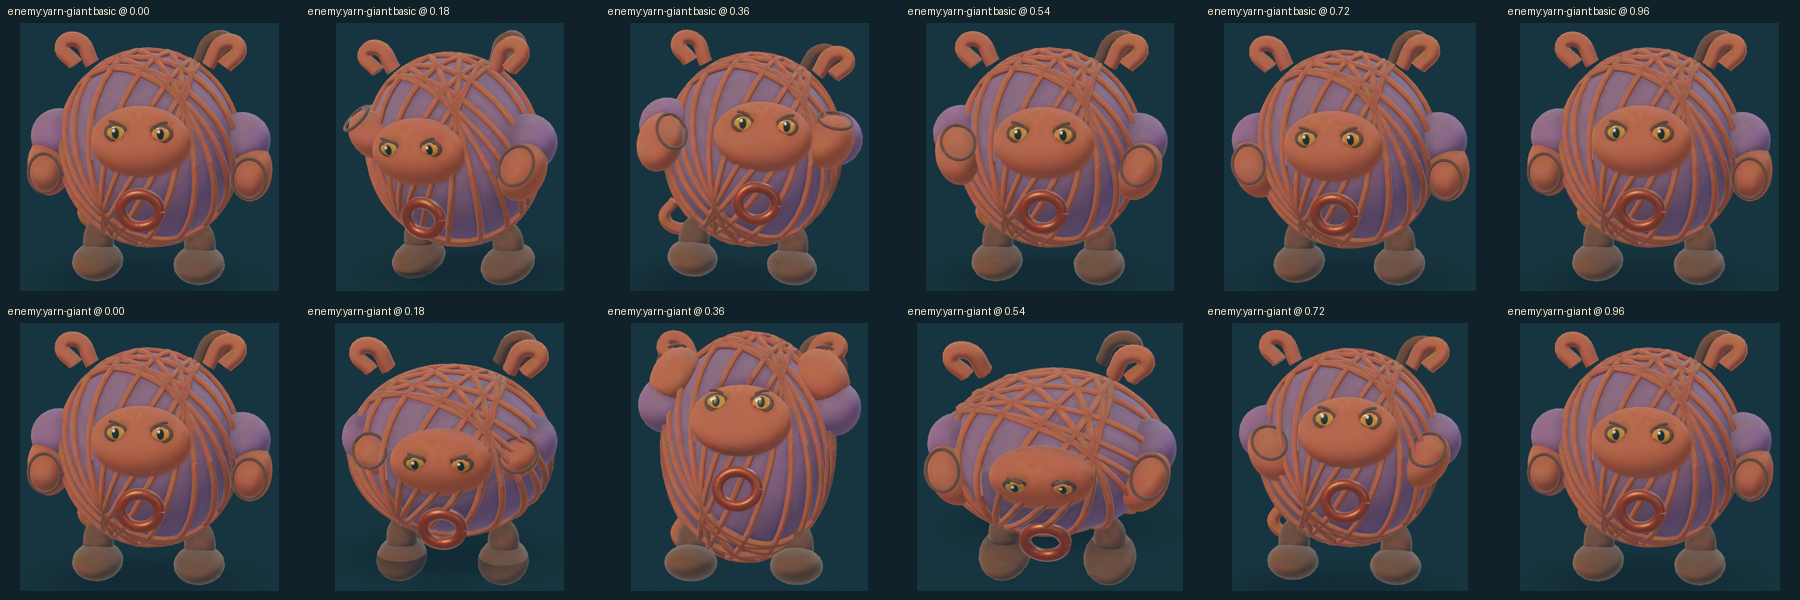 enemy:yarn-giant:basic @ 0.00
enemy:yarn-giant:basic @ 0.18
enemy:yarn-giant:basic @ 0.36
enemy:yarn-giant:basic @ 0.54
enemy:yarn-giant:basic @ 0.72
enemy:yarn-giant:basic @ 0.96
enemy:yarn-giant @ 0.00
enemy:yarn-giant @ 0.18
enemy:yarn-giant @ 0.36
enemy:yarn-giant @ 0.54
enemy:yarn-giant @ 0.72
enemy:yarn-giant @ 0.96